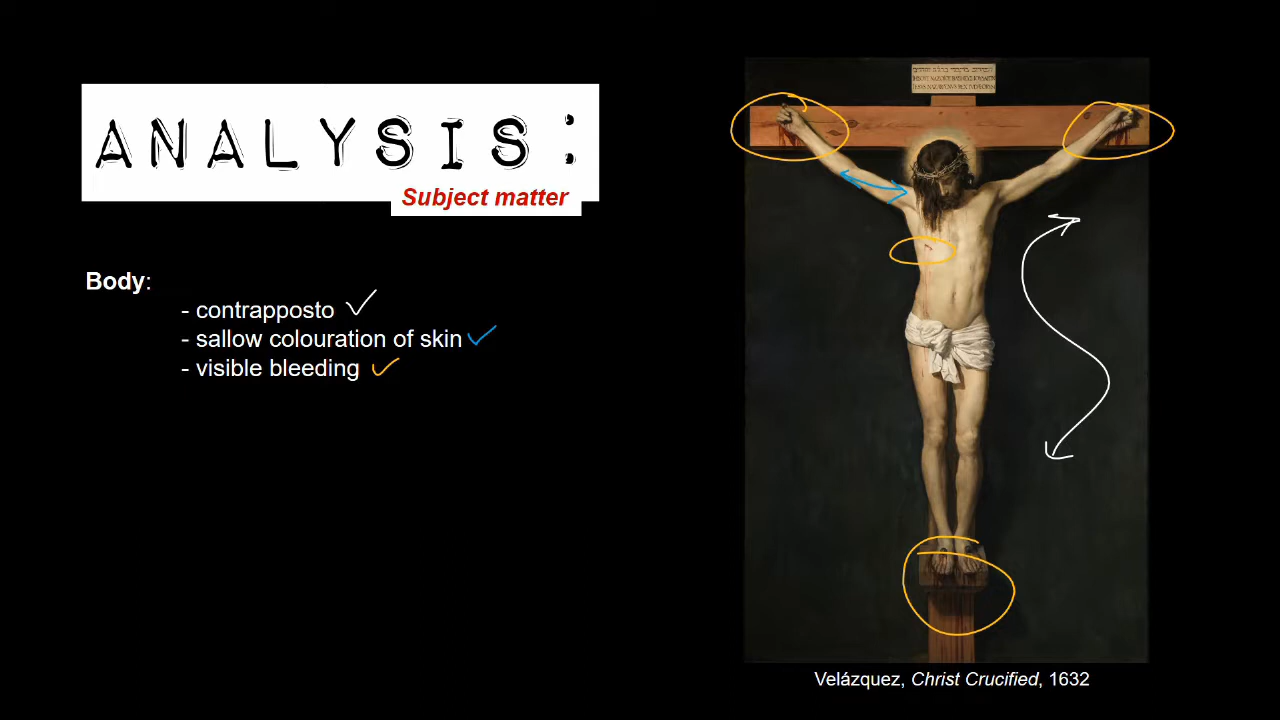 ANALYSIS:
Subject matter
Body:
- contrapposto
- sallow colouration of skin
- visible bleeding
Velázquez, Christ Crucified, 1632